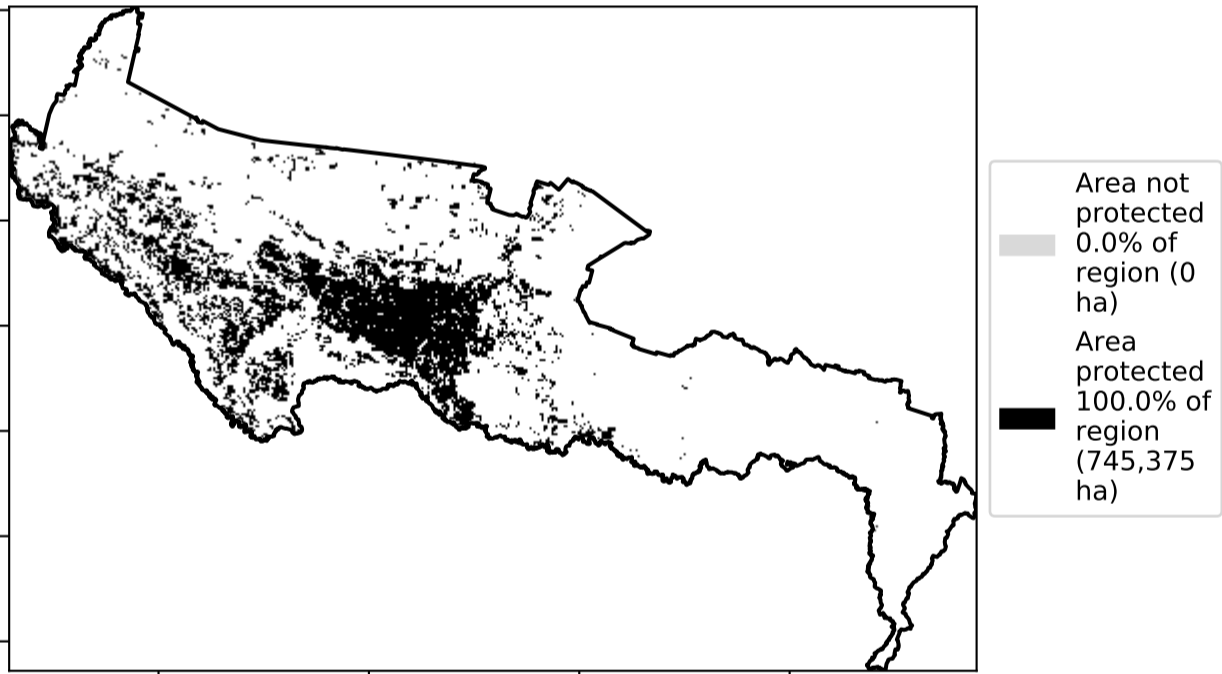 Area not
protected
0.0% of
region (0
ha)
Area
protected
100.0% of
region
(745,375
ha)